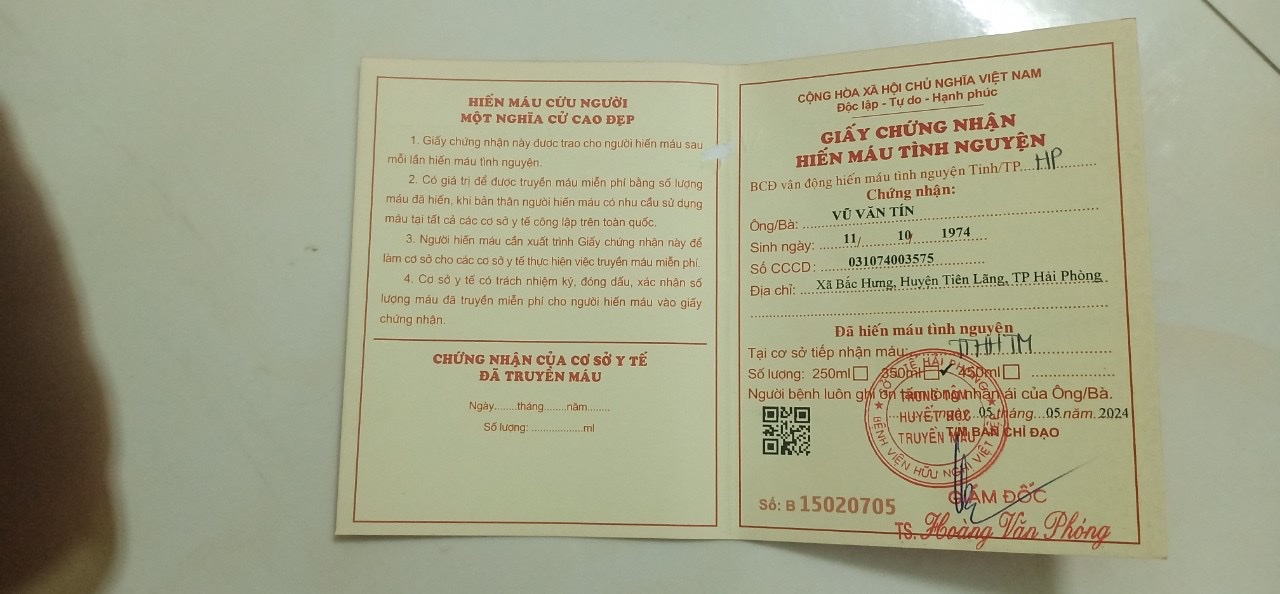 HIẾN MÁU CỨU NGƯỜI
MỘT NGHĨA CỬ CAO ĐẸP
1. Giấy chứng nhận này được trao cho người hiến máu sau
mỗi lần hiến máu tình nguyện.
2. Có giá trị để được truyền máu miễn phí bằng số lượng
máu đã hiến, khi bản thân người hiến máu có nhu cầu sử dụng
máu tại tất cả các cơ sở y tế công lập trên toàn quốc.
3. Người hiến máu cần xuất trình Giấy chứng nhận này để
làm cơ sở cho các cơ sở y tế thực hiện việc truyền máu miễn phí.
4. Cơ sở y tế có trách nhiệm ký, đóng dấu, xác nhận số
lượng máu đã truyền miễn phí cho người hiến máu vào giấy
chứng nhận.
CHỨNG NHẬN CỦA CƠ SỞ Y TẾ
ĐÃ TRUYỀN MÁU
Ngày........tháng........năm........
Số lượng: ..................ml
CỘNG HÒA XÃ HỘI CHỦ NGHĨA VIỆT NAM
Độc lập - Tự do - Hạnh phúc
GIẤY CHỨNG NHẬN
HIẾN MÁU TÌNH NGUYỆN
BCĐ vận động hiến máu tình nguyện Tỉnh/TP....HP..........
Chứng nhận:
Ông/Bà: VŨ VĂN TÍN
Sinh ngày: 11/ 10/ 1974
Số CCCD: 031074003575
Địa chỉ: Xã Bắc Hưng, Huyện Tiên Lãng, TP Hải Phòng
Đã hiến máu tình nguyện
Tại cơ sở tiếp nhận máu: TTHHTM
Số lượng: 250ml 350ml ✓ 450ml
Người bệnh luôn ghi ơn tấm lòng nhân ái của Ông/Bà.
ngày 05 tháng 05 năm 2024
T/M BAN CHỈ ĐẠO
SỞ Y TẾ HẢI PHÒNG
TRUNG TÂM
HUYẾT HỌC
TRUYỀN MÁU
BỆNH VIỆN HỮU NGHỊ VIỆT TIỆP
GIÁM ĐỐC
Số: B 15020705
TS. Hoàng Văn Phóng